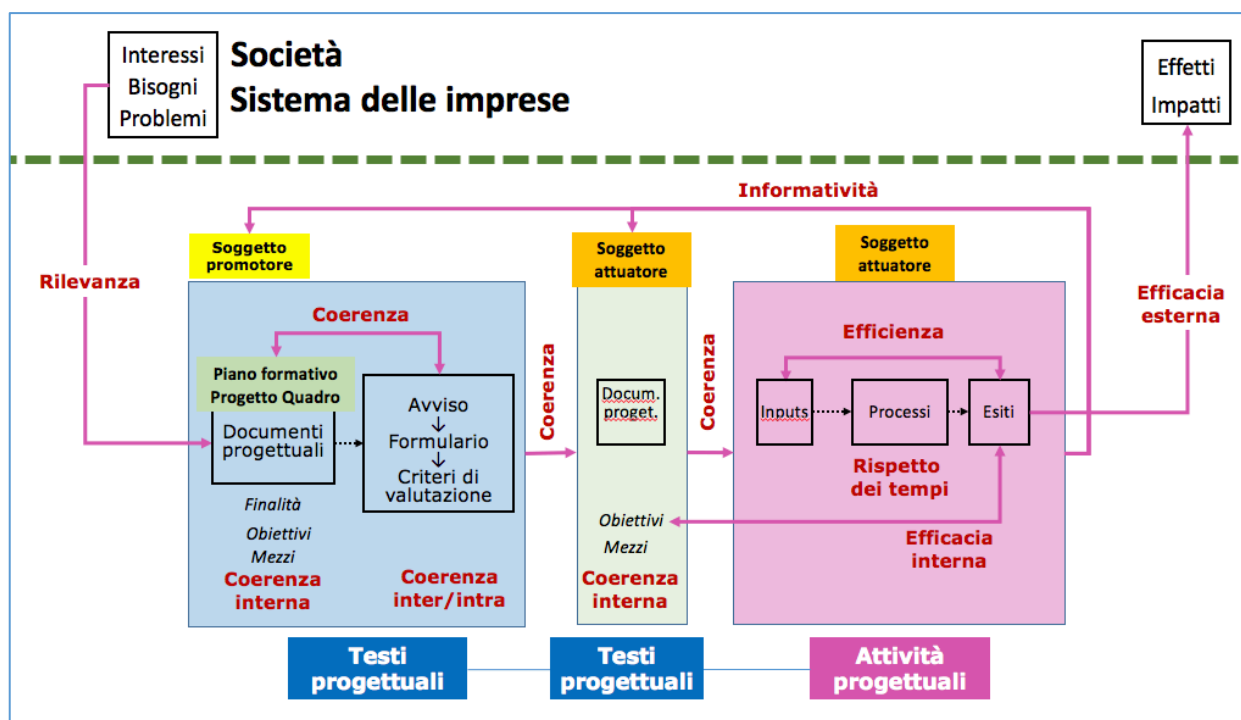 Interessi
Bisogni
Problemi
Società
Sistema delle imprese
Effetti
Impatti
Informatività
Soggetto
promotore
Soggetto
attuatore
Soggetto
attuatore
Rilevanza
Efficacia
esterna
Coerenza
Piano formativo
Progetto Quadro
Documenti
progettuali
Avviso
↓
Formulario
↓
Criteri di
valutazione
Finalità
Obiettivi
Mezzi
Coerenza
interna
Coerenza
inter/intra
Coerenza
Docum.
proget.
Obiettivi
Mezzi
Coerenza
interna
Coerenza
Efficienza
Inputs
Processi
Esiti
Rispetto
dei tempi
Efficacia
interna
Testi
progettuali
Testi
progettuali
Attività
progettuali